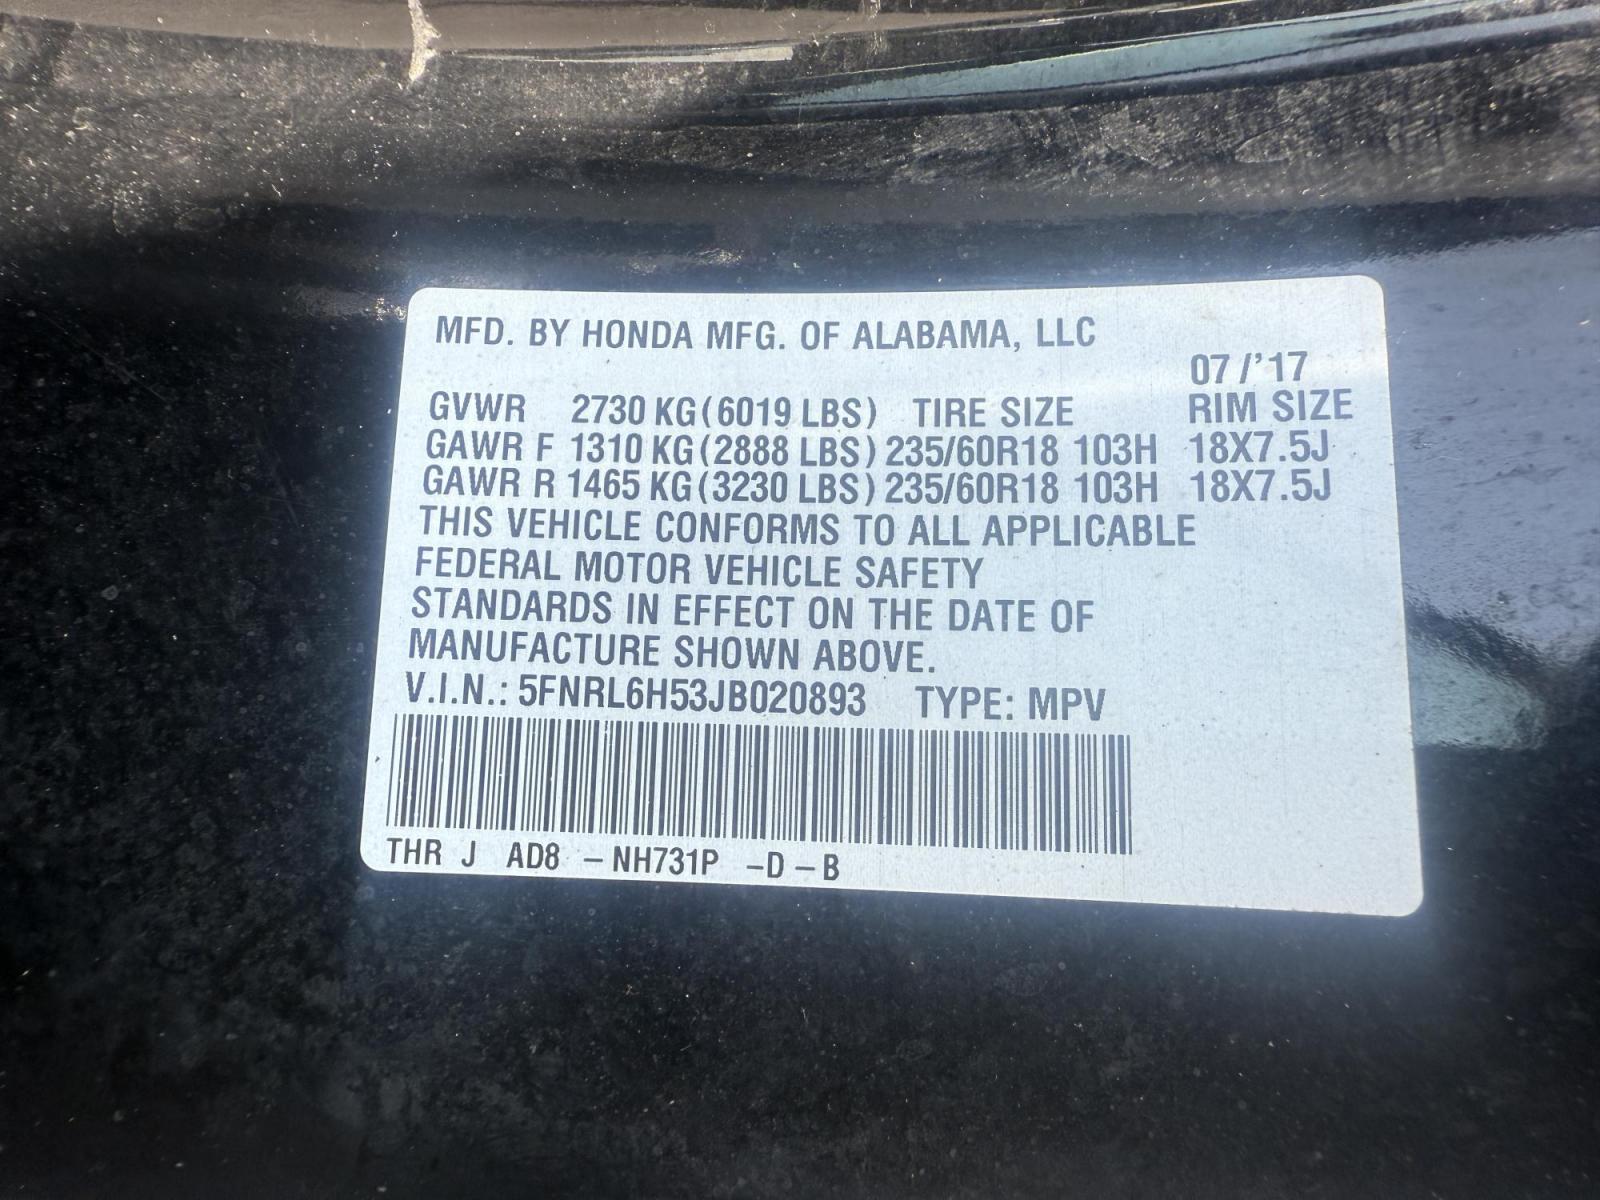 MFD. BY HONDA MFG. OF ALABAMA, LLC
07 /'17
GVWR 2730 KG(6019 LBS) TIRE SIZE RIM SIZE
GAWR F 1310 KG(2888 LBS) 235/60R18 103H 18X7.5J
GAWR R 1465 KG(3230 LBS) 235/60R18 103H 18X7.5J
THIS VEHICLE CONFORMS TO ALL APPLICABLE
FEDERAL MOTOR VEHICLE SAFETY
STANDARDS IN EFFECT ON THE DATE OF
MANUFACTURE SHOWN ABOVE.
V.I.N.: 5FNRL6H53JB020893 TYPE: MPV
THR J AD8 –NH731P –D–B